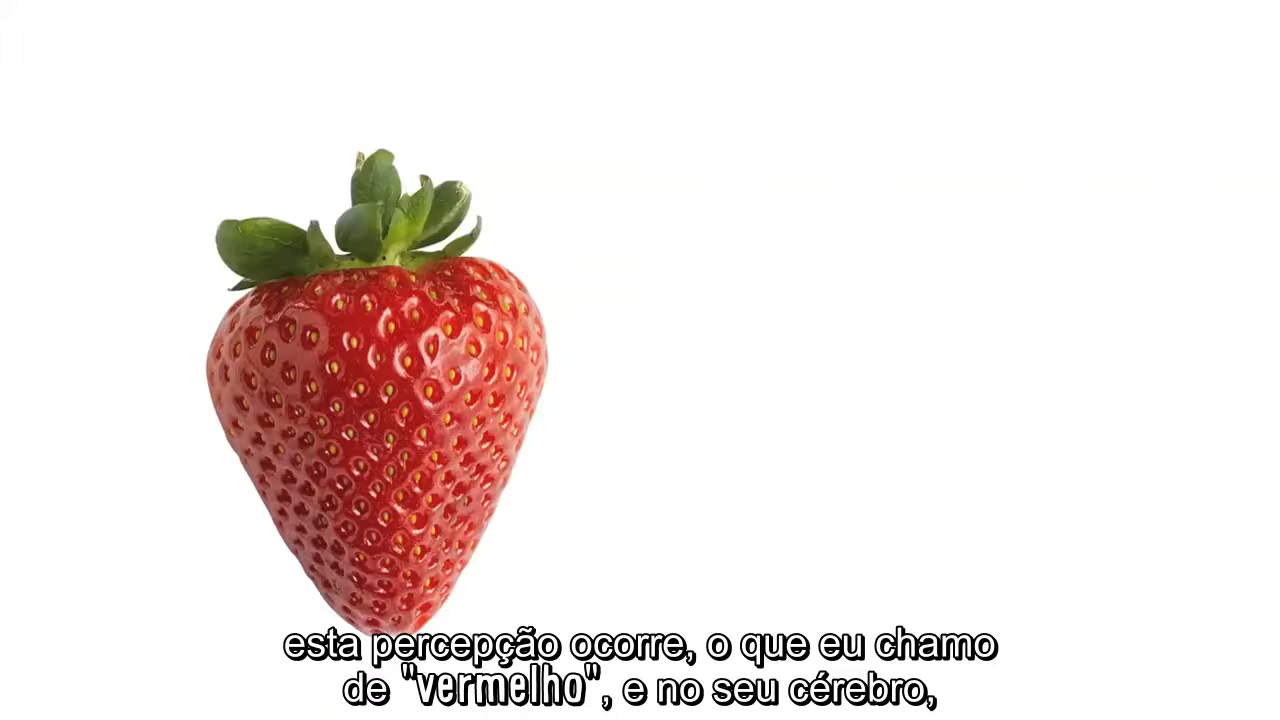 esta percepção ocorre, o que eu chamo
de "vermelho", e no seu cérebro,